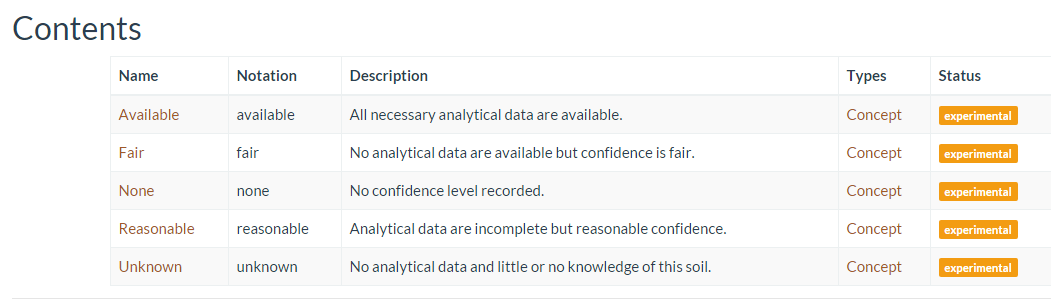 Contents
Name Notation Description Types Status
Available available All necessary analytical data are available. Concept experimental
Fair fair No analytical data are available but confidence is fair. Concept experimental
None none No confidence level recorded. Concept experimental
Reasonable reasonable Analytical data are incomplete but reasonable confidence. Concept experimental
Unknown unknown No analytical data and little or no knowledge of this soil. Concept experimental